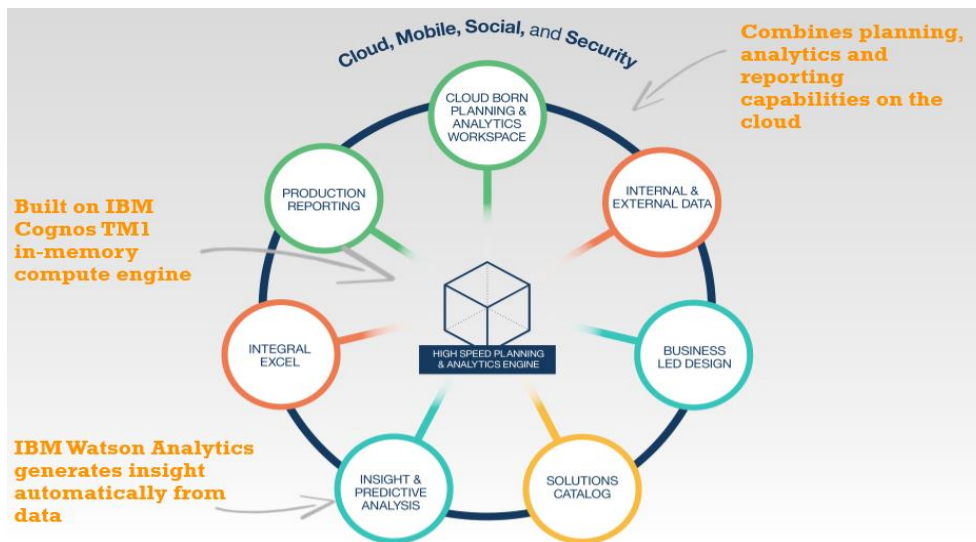 Cloud, Mobile, Social, and Security
Combines planning,
analytics and
reporting
capabilities on the
cloud
CLOUD BORN
PLANNING &
ANALYTICS
WORKSPACE
PRODUCTION
REPORTING
INTERNAL &
EXTERNAL DATA
Built on IBM
Cognos TM1
in-memory
compute engine
INTEGRAL
EXCEL
HIGH SPEED PLANNING
& ANALYTICS ENGINE
BUSINESS
LED DESIGN
IBM Watson Analytics
generates insight
automatically from
data
INSIGHT &
PREDICTIVE
ANALYSIS
SOLUTIONS
CATALOG